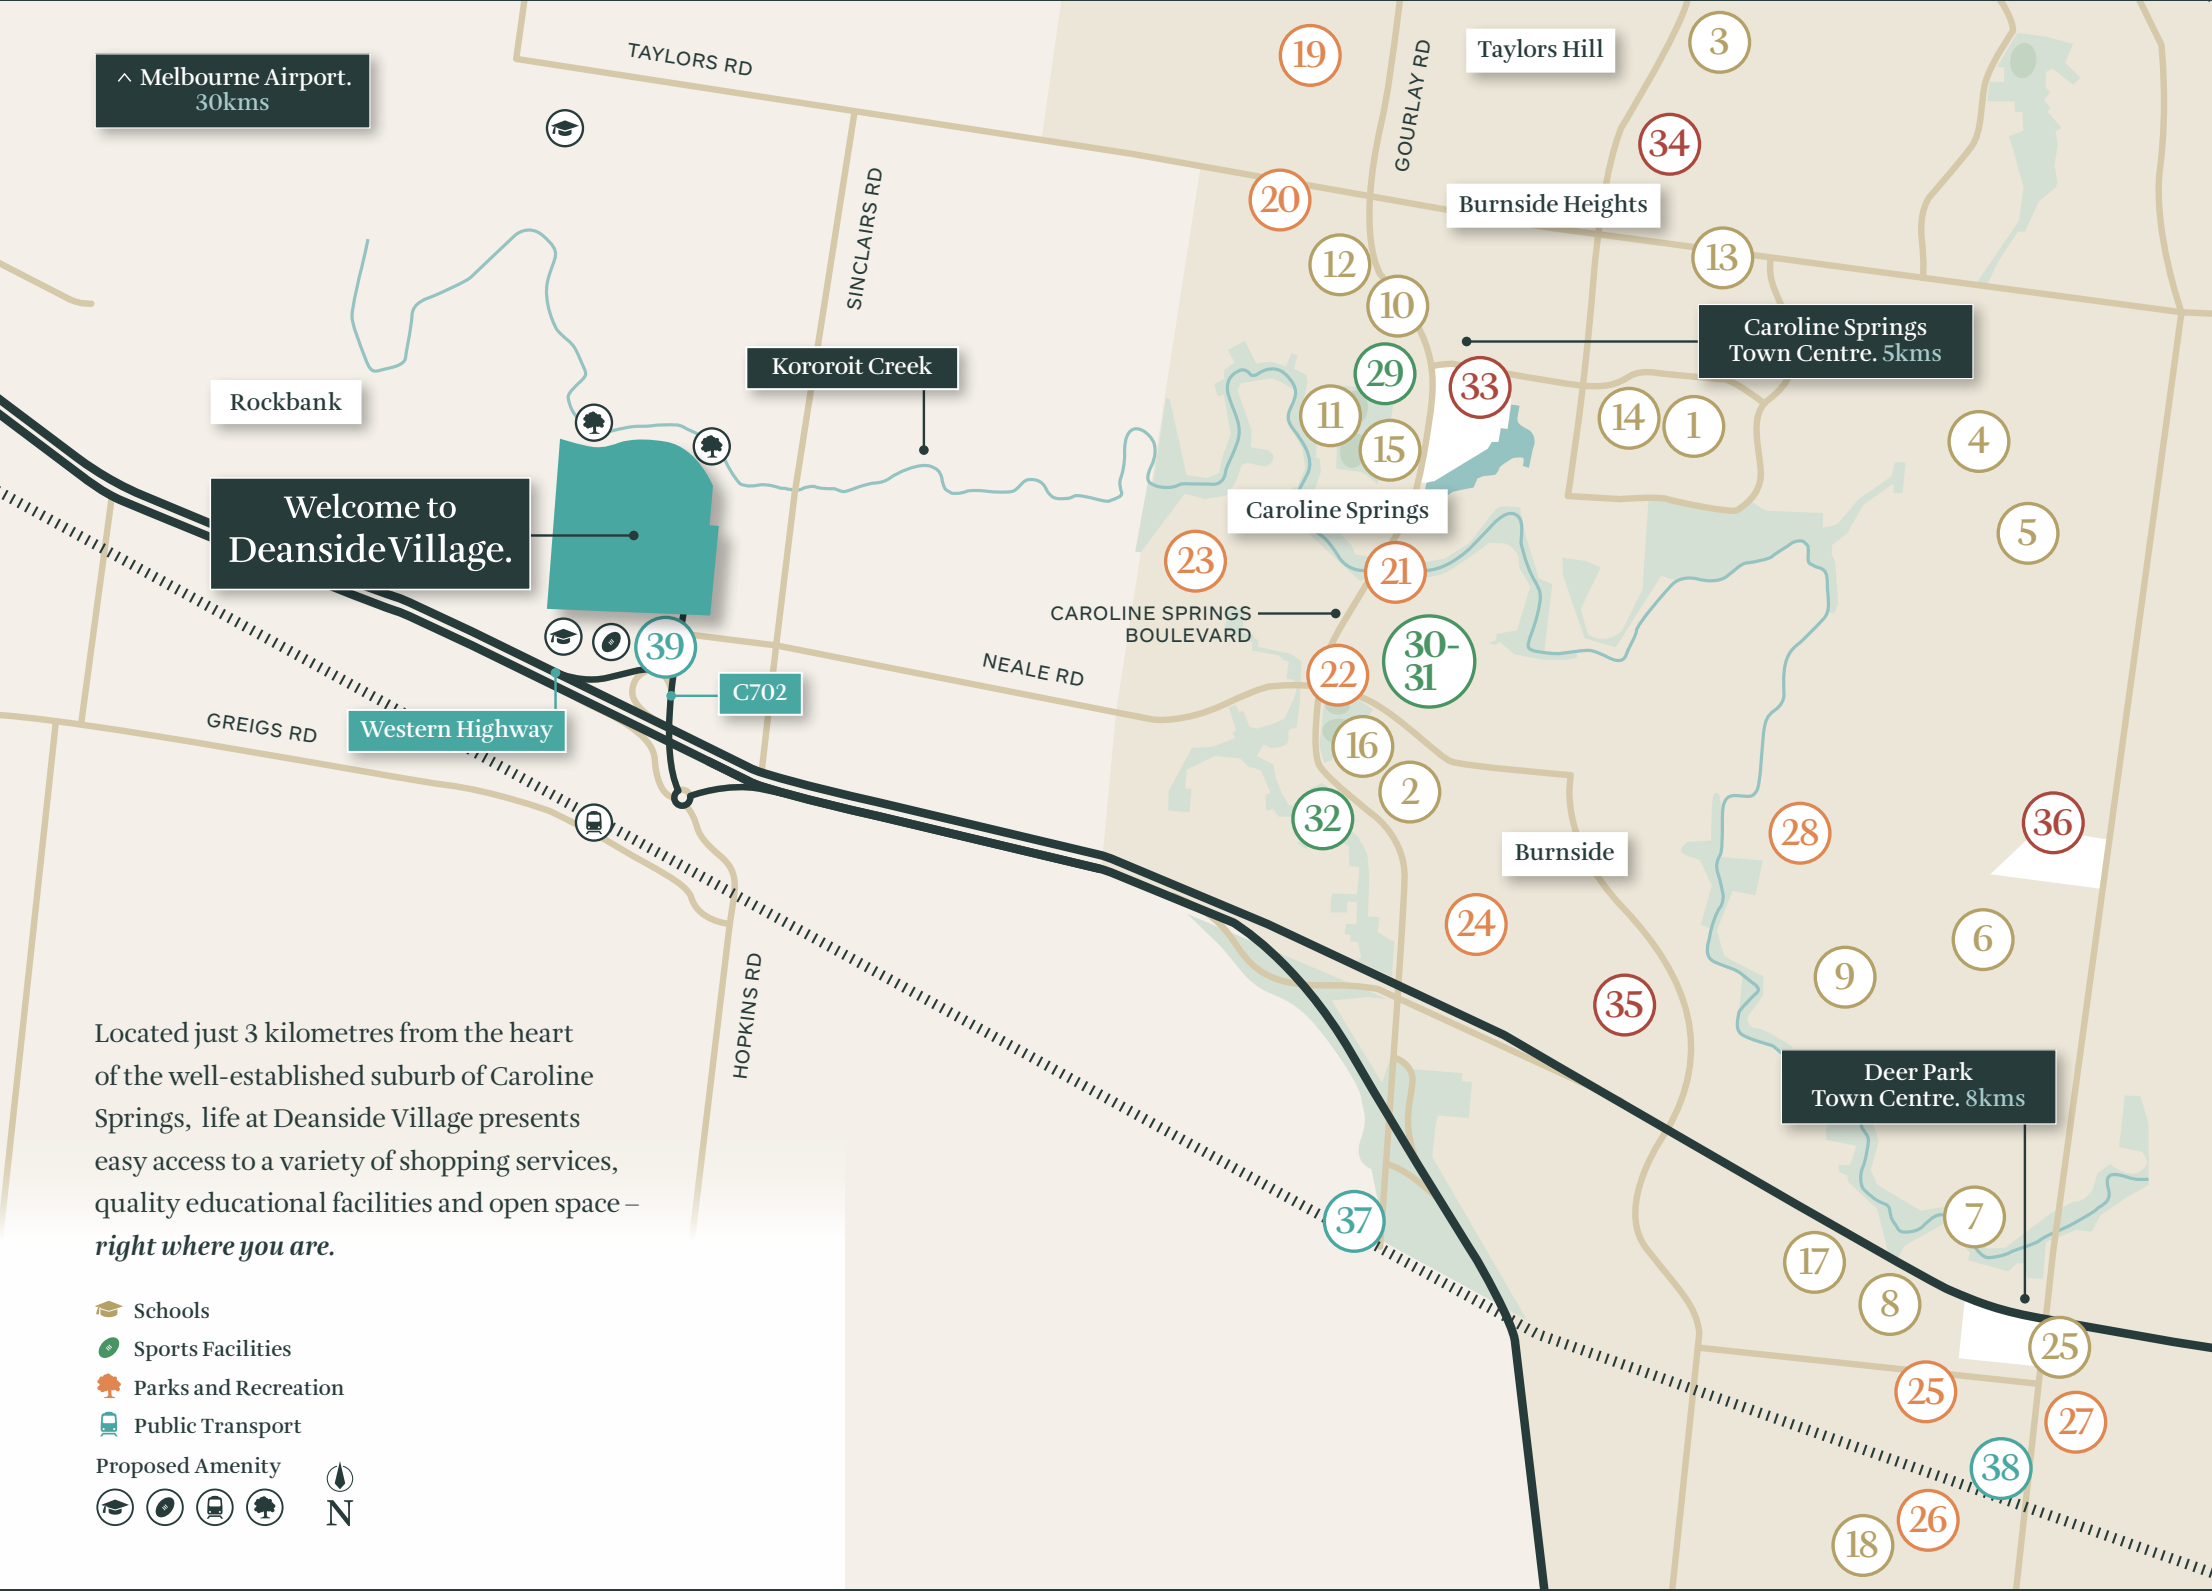 ^ Melbourne Airport.
30kms
TAYLORS RD
19
GOURLAY RD
Taylors Hill
3
34
SINCLAIRS RD
20
Burnside Heights
12
13
10
Caroline Springs
Town Centre. 5kms
Kororoit Creek
29
33
Rockbank
11
14
1
15
4
Welcome to
Deanside Village.
Caroline Springs
5
23
21
CAROLINE SPRINGS
BOULEVARD
39
30-
31
NEALE RD
22
C702
GREIGS RD
Western Highway
16
2
32
28
36
Burnside
24
6
9
35
HOPKINS RD
Located just 3 kilometres from the heart
of the well-established suburb of Caroline
Springs, life at Deanside Village presents
easy access to a variety of shopping services,
quality educational facilities and open space –
right where you are.
Deer Park
Town Centre. 8kms
37
7
17
8
25
25
27
38
26
18
Schools
Sports Facilities
Parks and Recreation
Public Transport
Proposed Amenity
N